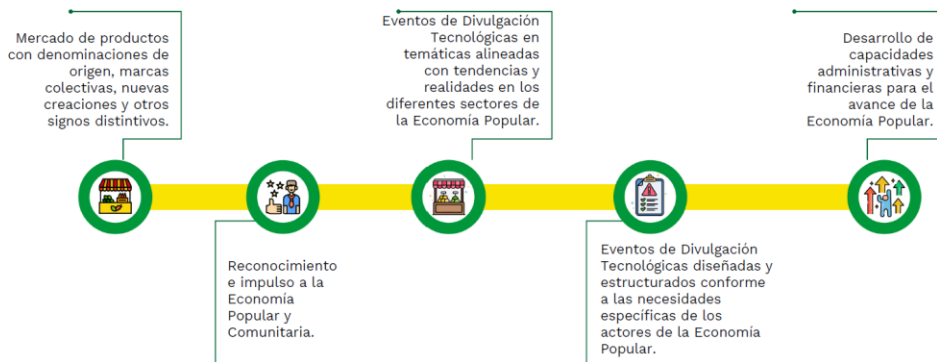 Mercado de productos
con denominaciones de
origen, marcas
colectivas, nuevas
creaciones y otros
signos distintivos.
Reconocimiento
e impulso a la
Economía
Popular y
Comunitaria.
Eventos de Divulgación
Tecnológicas en
temáticas alineadas
con tendencias y
realidades en los
diferentes sectores de
la Economía Popular.
Eventos de Divulgación
Tecnológicas diseñadas y
estructurados conforme
a las necesidades
específicas de los
actores de la Economía
Popular.
Desarrollo de
capacidades
administrativas y
financieras para el
avance de la
Economía Popular.